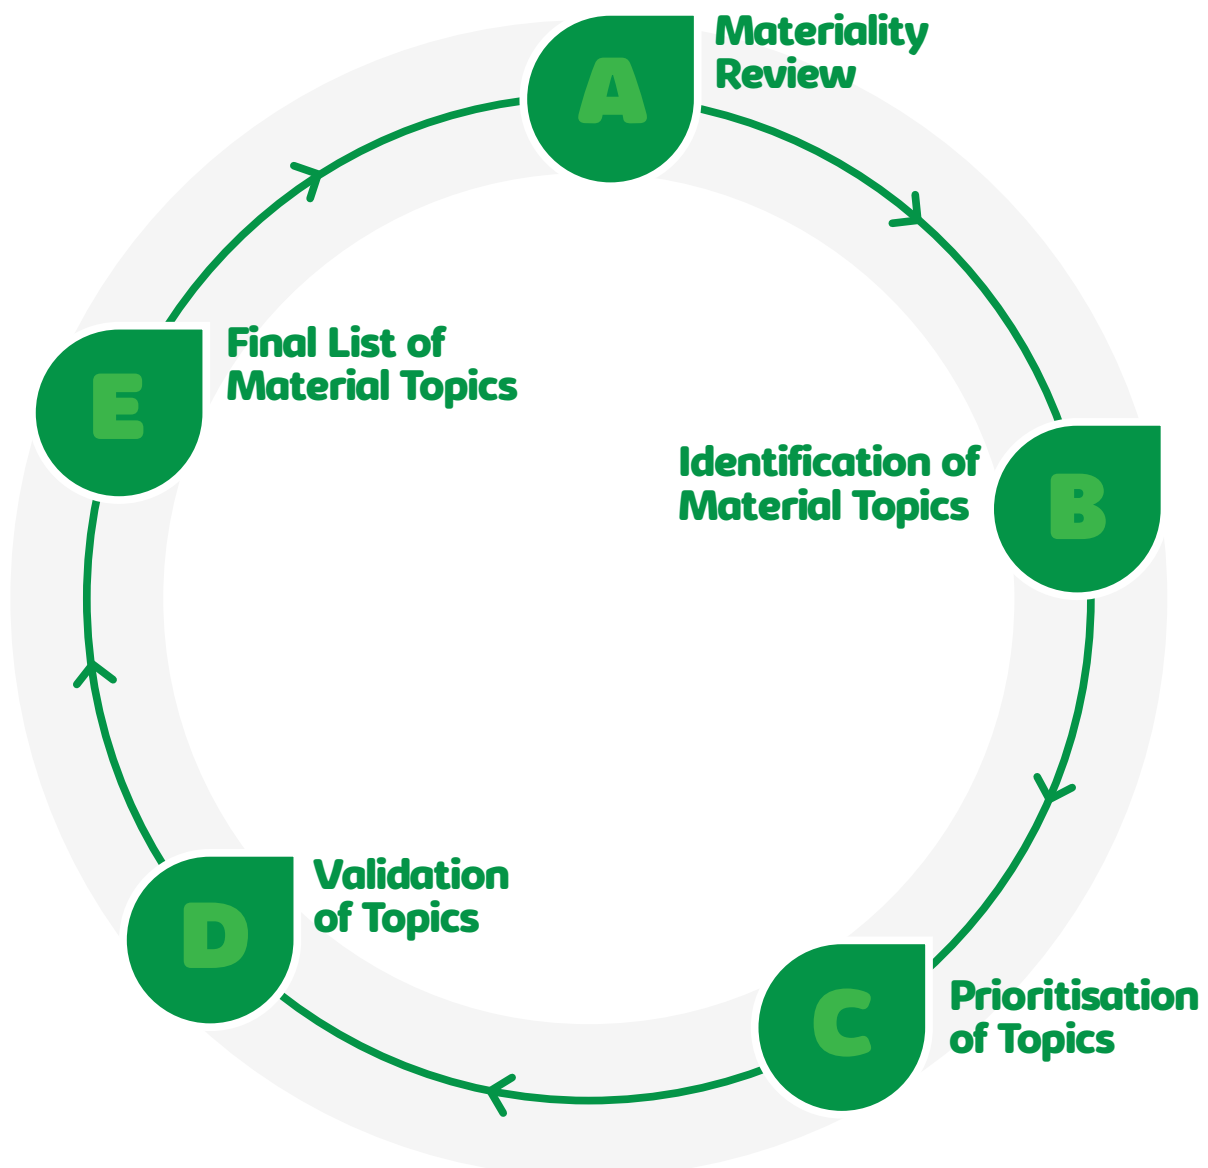 A
Materiality
Review
B
Identification of
Material Topics
C
Prioritisation
of Topics
D
Validation
of Topics
E
Final List of
Material Topics